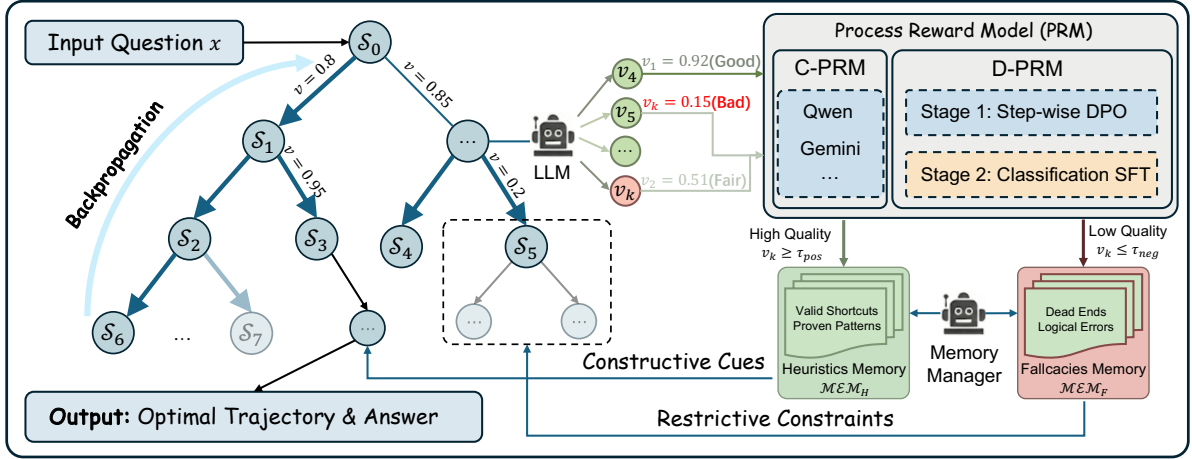 Input Question x
S₀
v = 0.8
v = 0.85
Backpropagation
S₁
v = 0.95
...
v = 0.2
S₂
S₃
S₄
S₅
S₆
...
S₇
...
...
...
Output: Optimal Trajectory & Answer
LLM
v₄
v₁ = 0.92(Good)
v₅
vₖ = 0.15(Bad)
...
vₖ
v₂ = 0.51(Fair)
Process Reward Model (PRM)
C-PRM
Qwen
Gemini
...
D-PRM
Stage 1: Step-wise DPO
Stage 2: Classification SFT
High Quality
vₖ ≥ τₚₒₛ
Low Quality
vₖ ≤ τₙₑg
Valid Shortcuts
Proven Patterns
Heuristics Memory
MEM_H
Memory
Manager
Dead Ends
Logical Errors
Fallcacies Memory
MEM_F
Constructive Cues
Restrictive Constraints